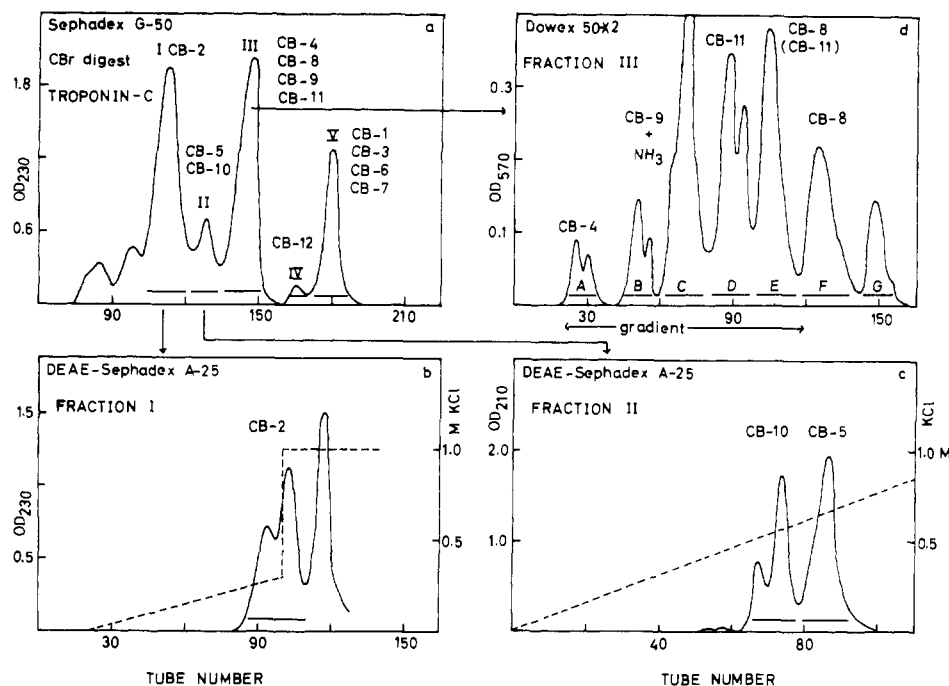 Sephadex G-50
a
CBr digest
TROPONIN-C
I CB-2
III
CB-4
CB-8
CB-9
CB-11
CB-5
CB-10
II
CB-12
IV
V
CB-1
CB-3
CB-6
CB-7
OD230
1.8
0.6
90
150
210
Dowex 50X2
d
FRACTION III
CB-11
CB-8
(CB-11)
CB-9
+
NH3
CB-8
CB-4
OD570
0.3
0.1
A
B
C
D
E
F
G
30
90
150
gradient
DEAE-Sephadex A-25
b
FRACTION I
CB-2
OD230
1.5
0.5
M KCl
1.0
0.5
30
90
150
TUBE NUMBER
DEAE-Sephadex A-25
c
FRACTION II
CB-10
CB-5
OD210
2.0
1.0
KCl
1.0 M
0.5
40
80
TUBE NUMBER